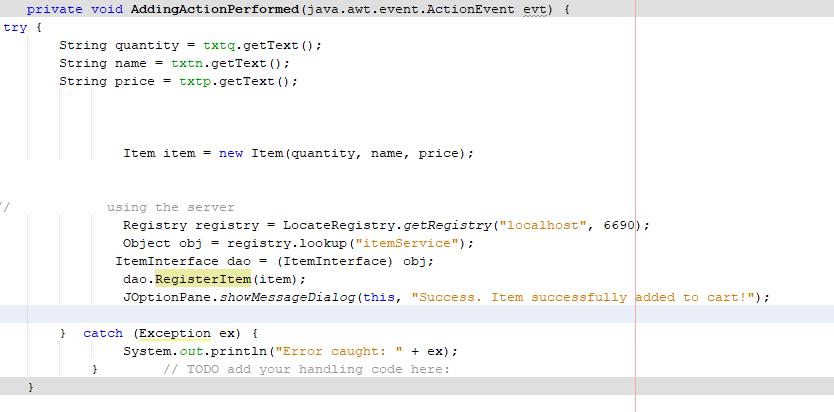 private void AddingActionPerformed(java.awt.event.ActionEvent evt) {
try {
String quantity = txtq.getText();
String name = txtn.getText();
String price = txtp.getText();
Item item = new Item(quantity, name, price);
// using the server
Registry registry = LocateRegistry.getRegistry("localhost", 6690);
Object obj = registry.lookup("itemService");
ItemInterface dao = (ItemInterface) obj;
dao.RegisterItem(item);
JOptionPane.showMessageDialog(this, "Success. Item successfully added to cart!");
} catch (Exception ex) {
System.out.println("Error caught: " + ex);
} // TODO add your handling code here:
}